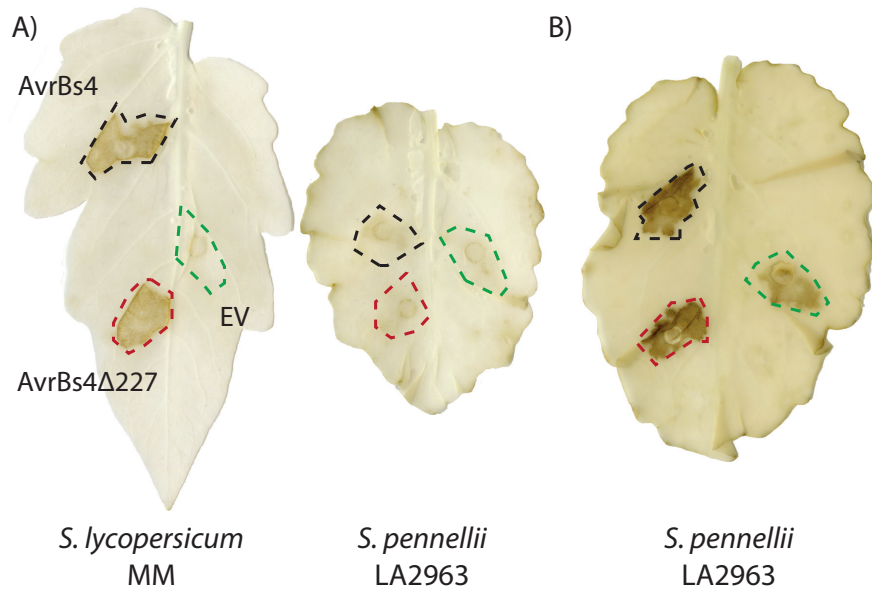 A)
B)
AvrBs4
EV
AvrBs4Δ227
S. lycopersicum
MM
S. pennellii
LA2963
S. pennellii
LA2963